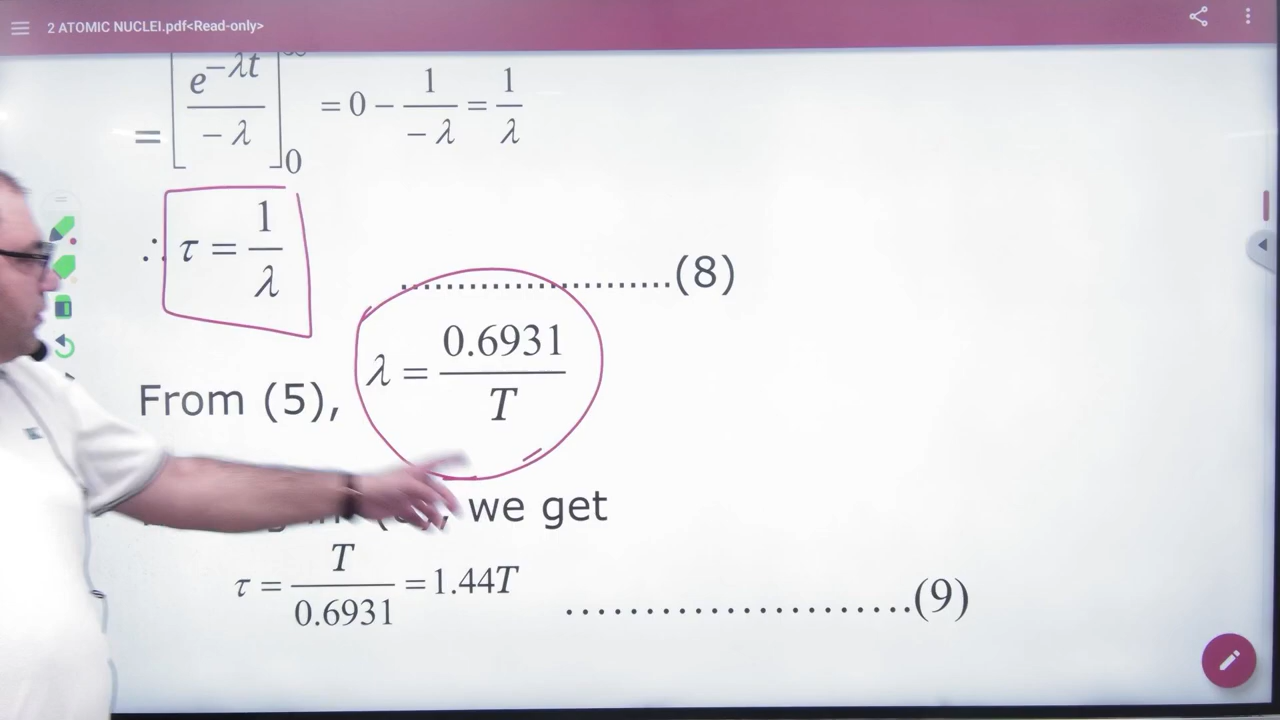 2 ATOMIC NUCLEI.pdf<Read-only>
= [e^{-λt} / -λ]_0 = 0 - 1/-λ = 1/λ
∴ τ = 1/λ ........................(8)
From (5), λ = 0.6931/T
, we get
τ = T/0.6931 = 1.44T ......................(9)